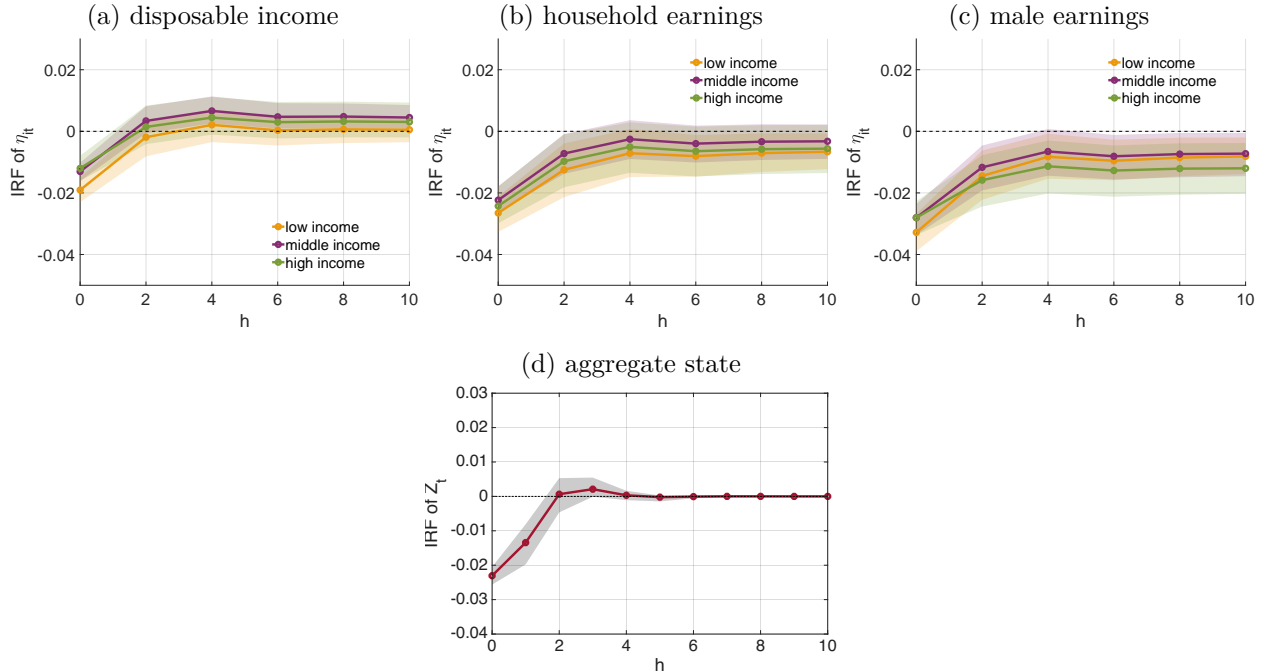 (a) disposable income
IRF of η_it
0.02
0
-0.02
-0.04
low income
middle income
high income
0 2 4 6 8 10
h
(b) household earnings
IRF of η_it
0.02
0
-0.02
-0.04
low income
middle income
high income
0 2 4 6 8 10
h
(c) male earnings
IRF of η_it
0.02
0
-0.02
-0.04
low income
middle income
high income
0 2 4 6 8 10
h
(d) aggregate state
IRF of Z_t
0.03
0.02
0.01
0
-0.01
-0.02
-0.03
-0.04
0 2 4 6 8 10
h